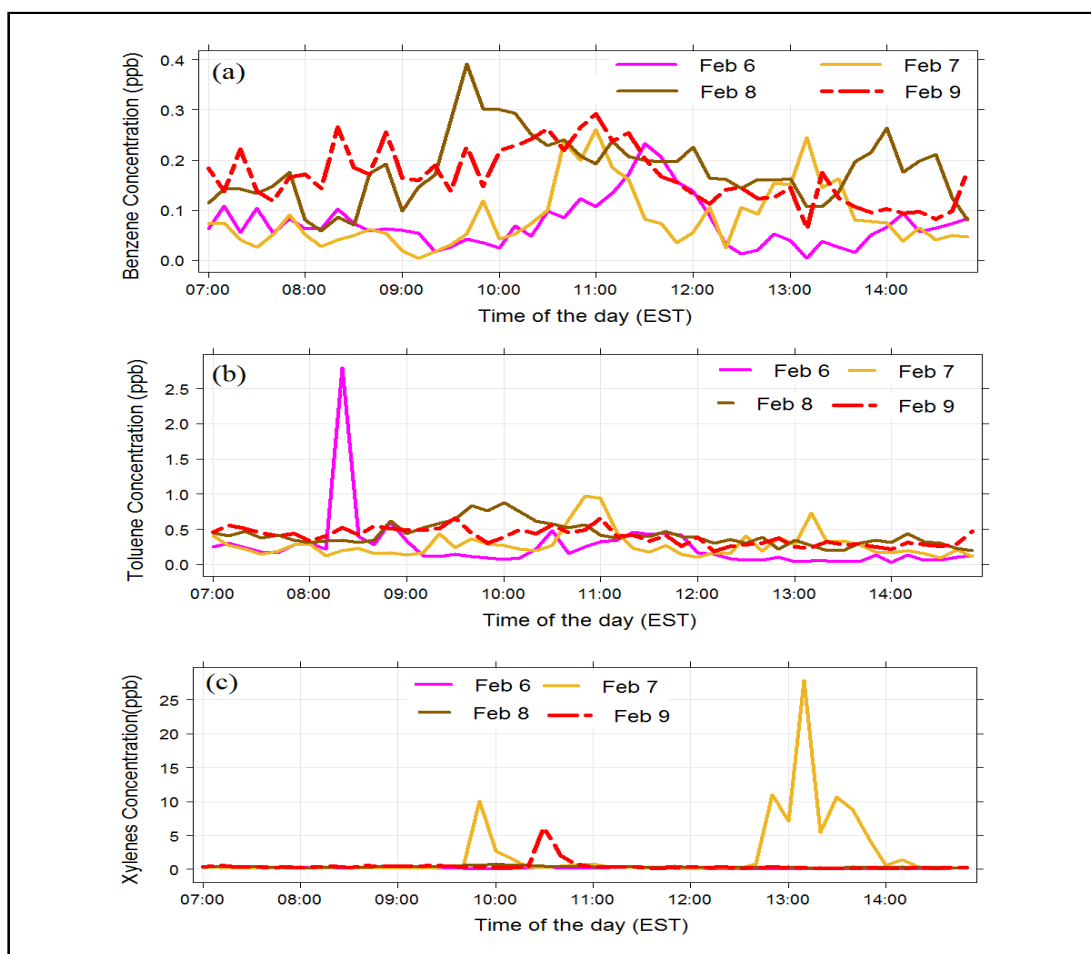 (a)
Feb 6
Feb 7
Feb 8
Feb 9
Benzene Concentration (ppb)
0.4
0.3
0.2
0.1
0.0
07:00 08:00 09:00 10:00 11:00 12:00 13:00 14:00
Time of the day (EST)
(b)
Feb 6
Feb 7
Feb 8
Feb 9
Toluene Concentration (ppb)
2.5
2.0
1.5
1.0
0.5
0.0
07:00 08:00 09:00 10:00 11:00 12:00 13:00 14:00
Time of the day (EST)
(c)
Feb 6
Feb 7
Feb 8
Feb 9
Xylenes Concentration(ppb)
25
20
15
10
5
0
07:00 08:00 09:00 10:00 11:00 12:00 13:00 14:00
Time of the day (EST)